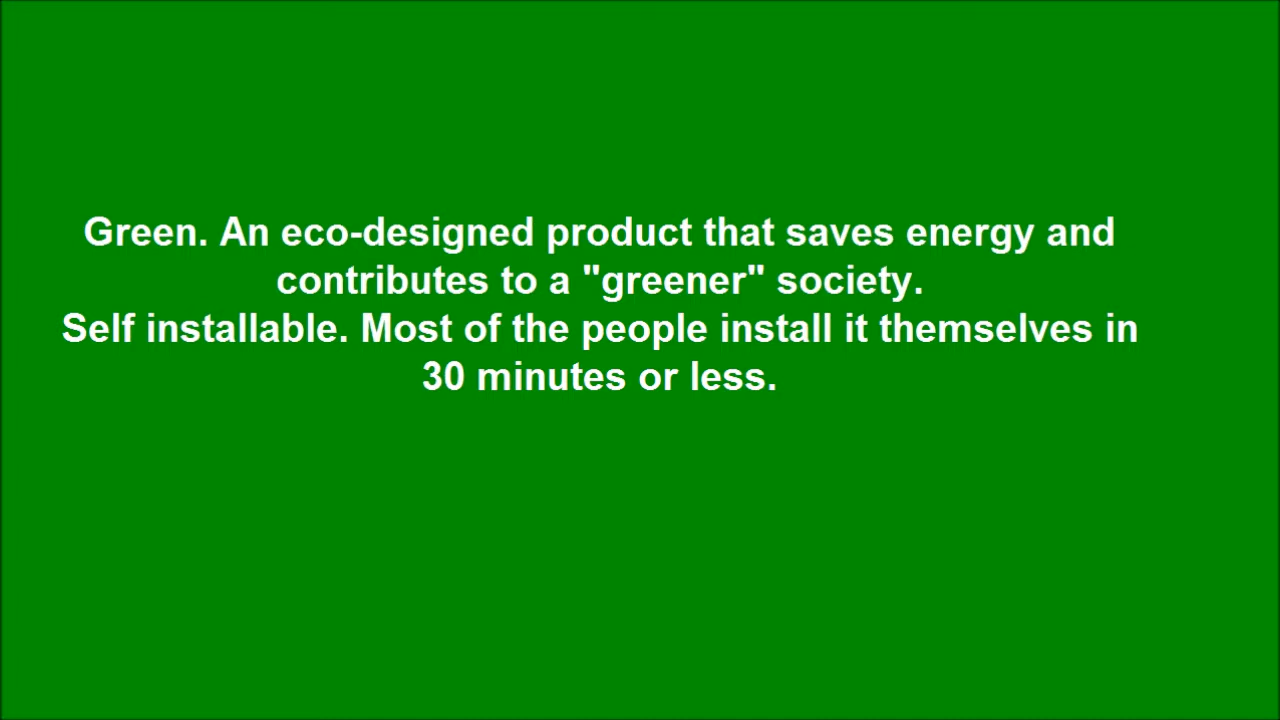 Green. An eco-designed product that saves energy and
contributes to a "greener" society.
Self installable. Most of the people install it themselves in
30 minutes or less.